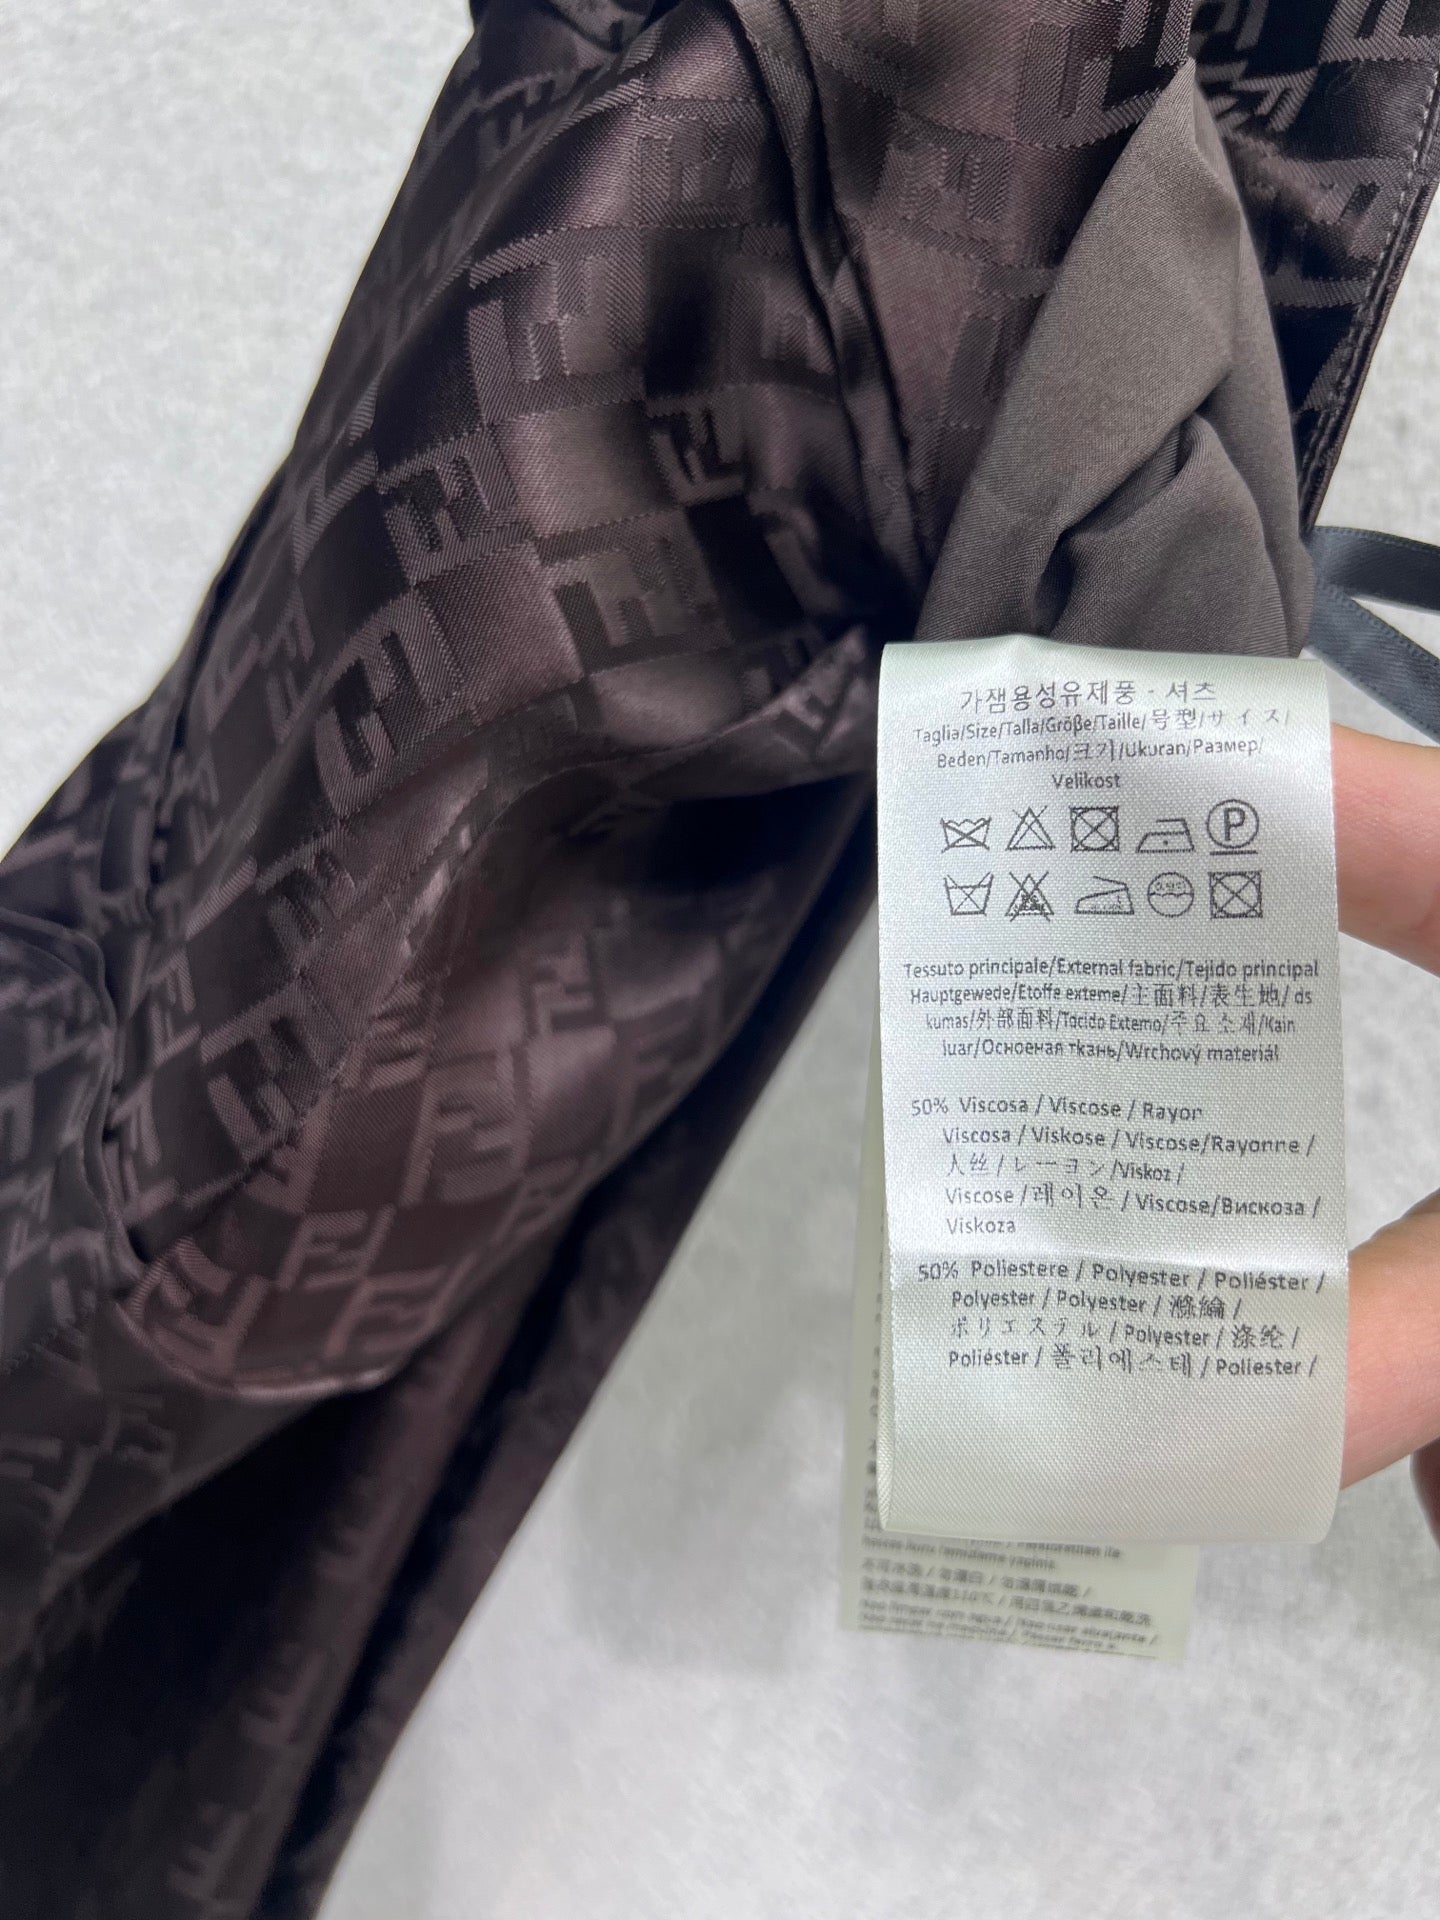 가잼용성유제품 - 셔츠
Taglia/Size/Talla/Größe/Taille/号型/サイズ/
Beden/Tamanho/크기/Ukuran/Размер/
Velikost
P
Tessuto principale/External fabric/Tejido principal
Hauptgewede/Etoffe exteme/主面料/表生地/ds
kumas/外部面料/Tocido Extemo/주요소재/Kain
luar/Основная ткань/Wrchový materiál
50% Viscosa / Viscose / Rayon
Viscosa / Viskose / Viscose/Rayonne /
人丝 / レーヨン /Viskoz /
Viscose / 레이온 / Viscose/Вискоза /
Viskoza
50% Poliestere / Polyester / Poliéster /
Polyester / Polyester / 滌綸 /
ポリエステル / Polyester / 涤纶 /
Poliéster / 폴리에스테 / Poliester /